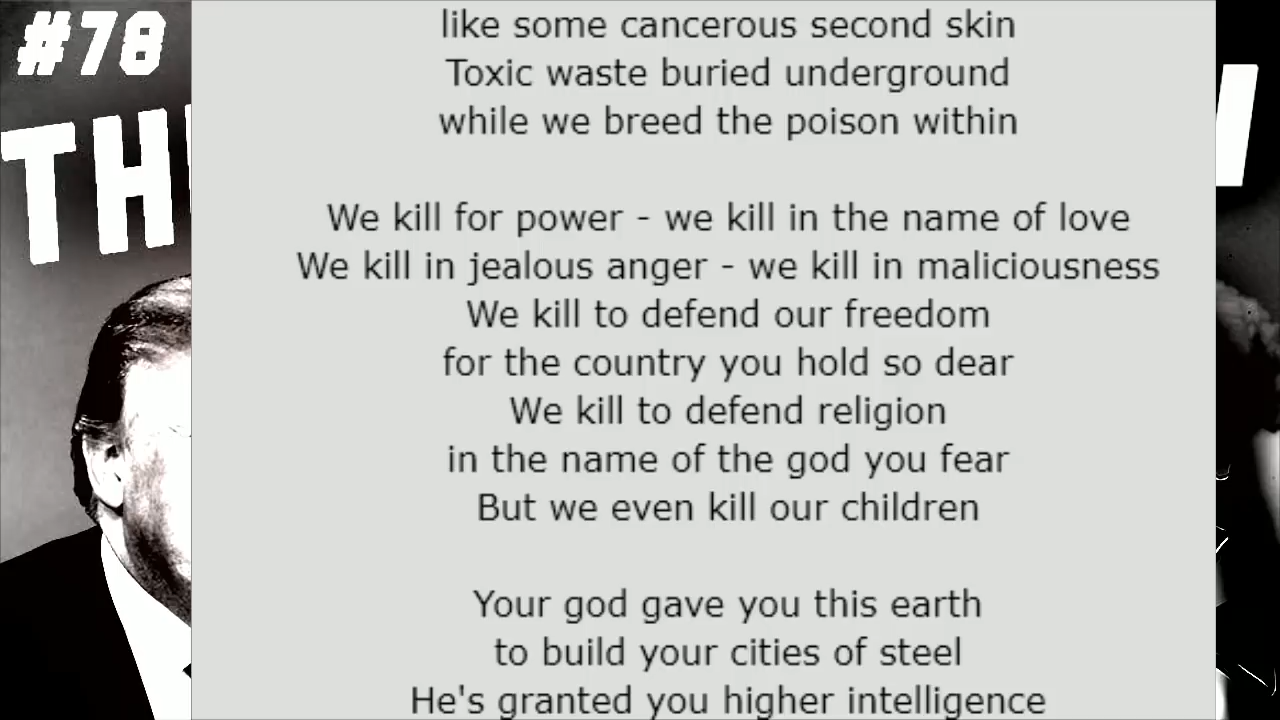 #78
TH
like some cancerous second skin
Toxic waste buried underground
while we breed the poison within
We kill for power - we kill in the name of love
We kill in jealous anger - we kill in maliciousness
We kill to defend our freedom
for the country you hold so dear
We kill to defend religion
in the name of the god you fear
But we even kill our children
Your god gave you this earth
to build your cities of steel
He's granted you higher intelligence